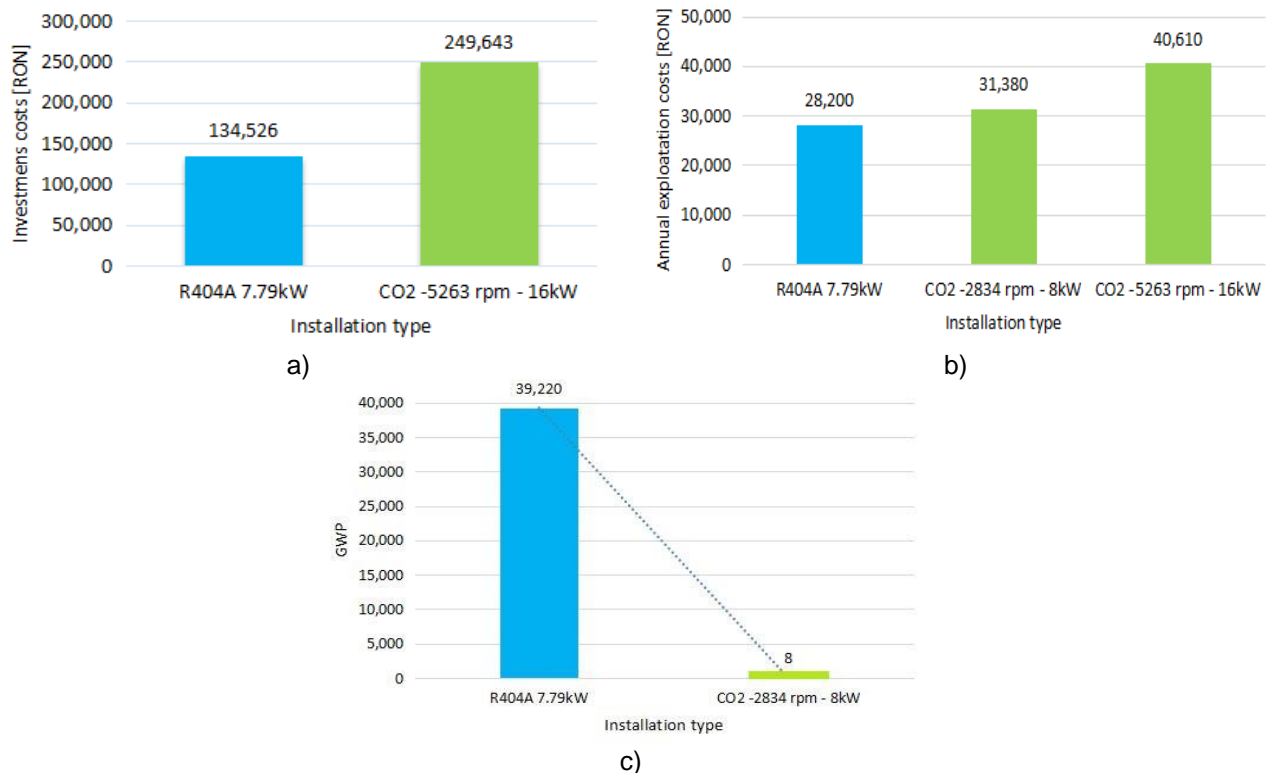 Investmens costs [RON]
300,000
250,000
200,000
150,000
100,000
50,000
0
134,526
249,643
R404A 7.79kW
CO2 -5263 rpm - 16kW
Installation type
a)
Annual exploatation costs [RON]
50,000
40,000
30,000
20,000
10,000
0
28,200
31,380
40,610
R404A 7.79kW
CO2 -2834 rpm - 8kW
CO2 -5263 rpm - 16kW
Installation type
b)
GWP
40,000
35,000
30,000
25,000
20,000
15,000
10,000
5,000
0
39,220
8
R404A 7.79kW
CO2 -2834 rpm - 8kW
Installation type
c)